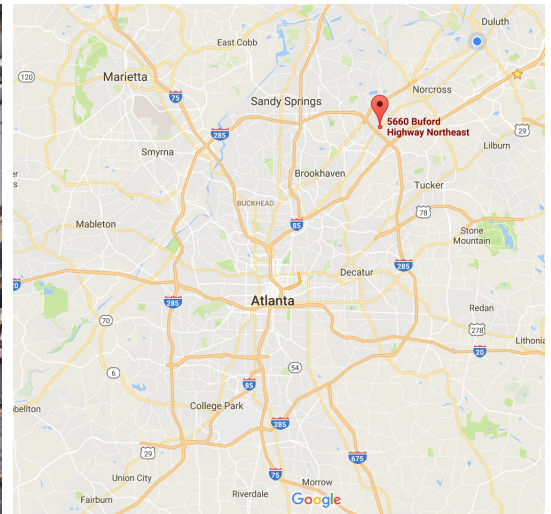 Duluth
East Cobb
120
Marietta
75
Norcross
Sandy Springs
5660 Buford
Highway Northeast
29
285
Lilburn
Smyrna
Brookhaven
Tucker
BUCKHEAD
78
85
Mableton
Stone
Mountain
Decatur
285
20
285
Atlanta
Redan
70
278
Lithonia
20
6
54
85
College Park
285
29
675
75
Union City
Morrow
Riverdale
Fairburn
Google